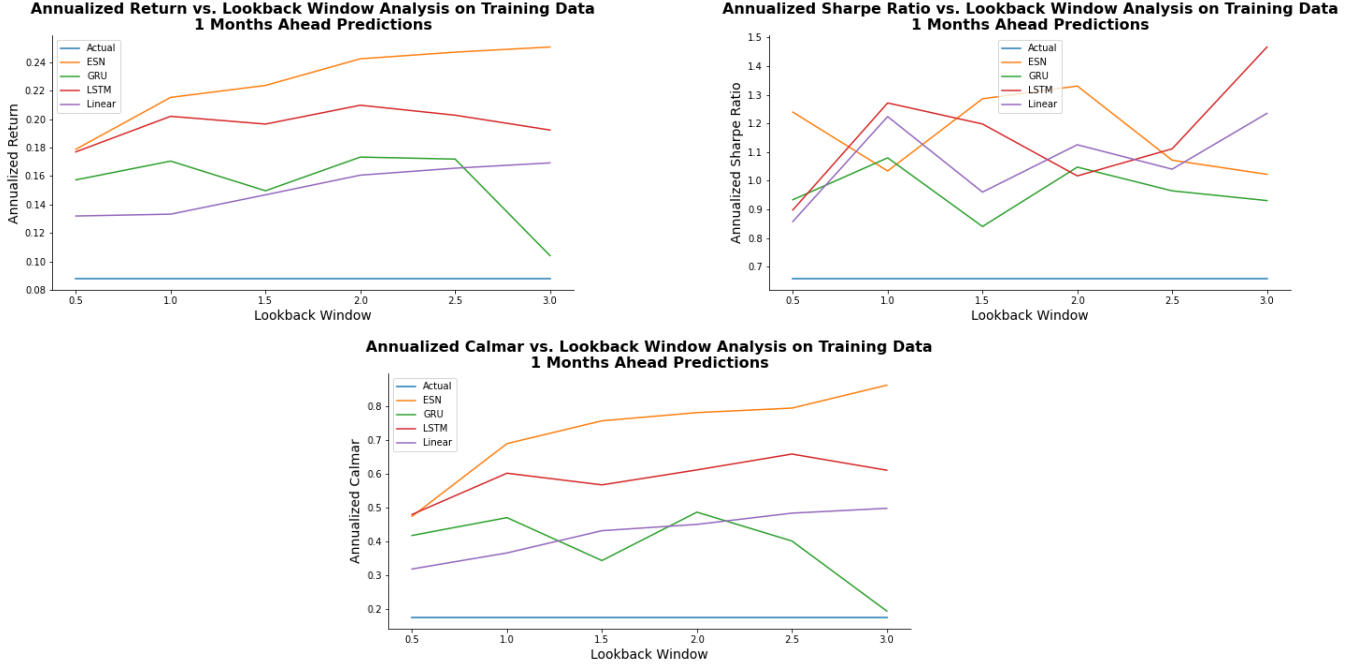 Annualized Return vs. Lookback Window Analysis on Training Data
1 Months Ahead Predictions
Annualized Return
0.24
0.22
0.20
0.18
0.16
0.14
0.12
0.10
0.08
Actual
ESN
GRU
LSTM
Linear
0.5 1.0 1.5 2.0 2.5 3.0
Lookback Window
Annualized Sharpe Ratio vs. Lookback Window Analysis on Training Data
1 Months Ahead Predictions
Annualized Sharpe Ratio
1.5
1.4
1.3
1.2
1.1
1.0
0.9
0.8
0.7
Actual
ESN
GRU
LSTM
Linear
0.5 1.0 1.5 2.0 2.5 3.0
Lookback Window
Annualized Calmar vs. Lookback Window Analysis on Training Data
1 Months Ahead Predictions
Annualized Calmar
0.8
0.7
0.6
0.5
0.4
0.3
0.2
Actual
ESN
GRU
LSTM
Linear
0.5 1.0 1.5 2.0 2.5 3.0
Lookback Window